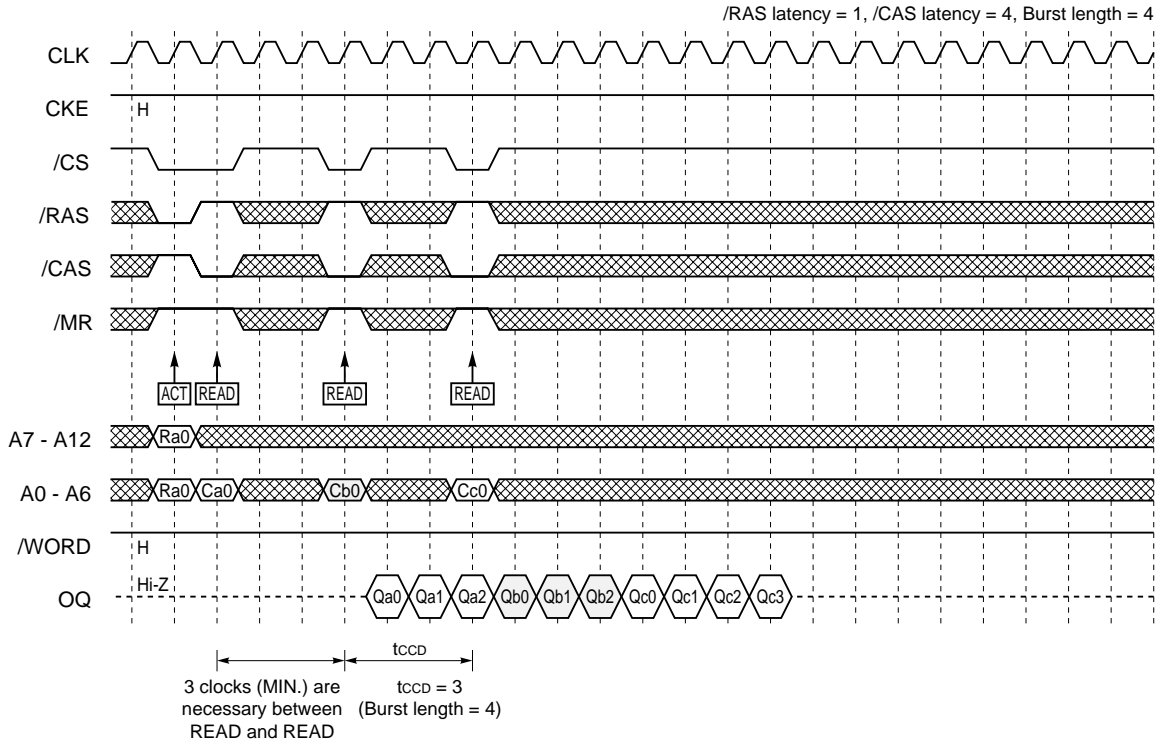 /RAS latency = 1, /CAS latency = 4, Burst length = 4
CLK
CKE H
/CS
/RAS
/CAS
/MR
ACT READ READ READ
A7 - A12 Ra0
A0 - A6 Ra0 Ca0 Cb0 Cc0
/WORD H
OQ Hi-Z Qa0 Qa1 Qa2 Qb0 Qb1 Qb2 Qc0 Qc1 Qc2 Qc3
tCCD
3 clocks (MIN.) are
necessary between
READ and READ
tCCD = 3
(Burst length = 4)